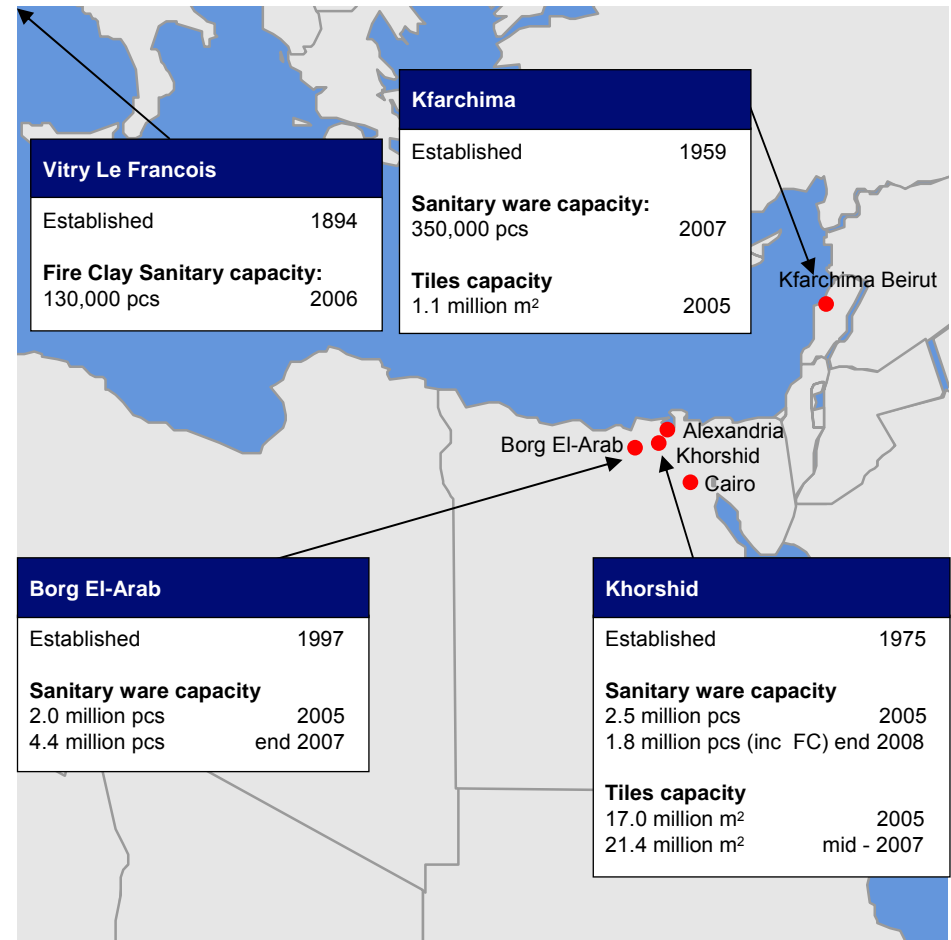 Vitry Le Francois
Established 1894
Fire Clay Sanitary capacity:
130,000 pcs 2006
Kfarchima
Established 1959
Sanitary ware capacity:
350,000 pcs 2007
Tiles capacity
1.1 million m² 2005
Kfarchima Beirut
Borg El-Arab
Alexandria
Khorshid
Cairo
Borg El-Arab
Established 1997
Sanitary ware capacity
2.0 million pcs 2005
4.4 million pcs end 2007
Khorshid
Established 1975
Sanitary ware capacity
2.5 million pcs 2005
1.8 million pcs (inc FC) end 2008
Tiles capacity
17.0 million m² 2005
21.4 million m² mid - 2007